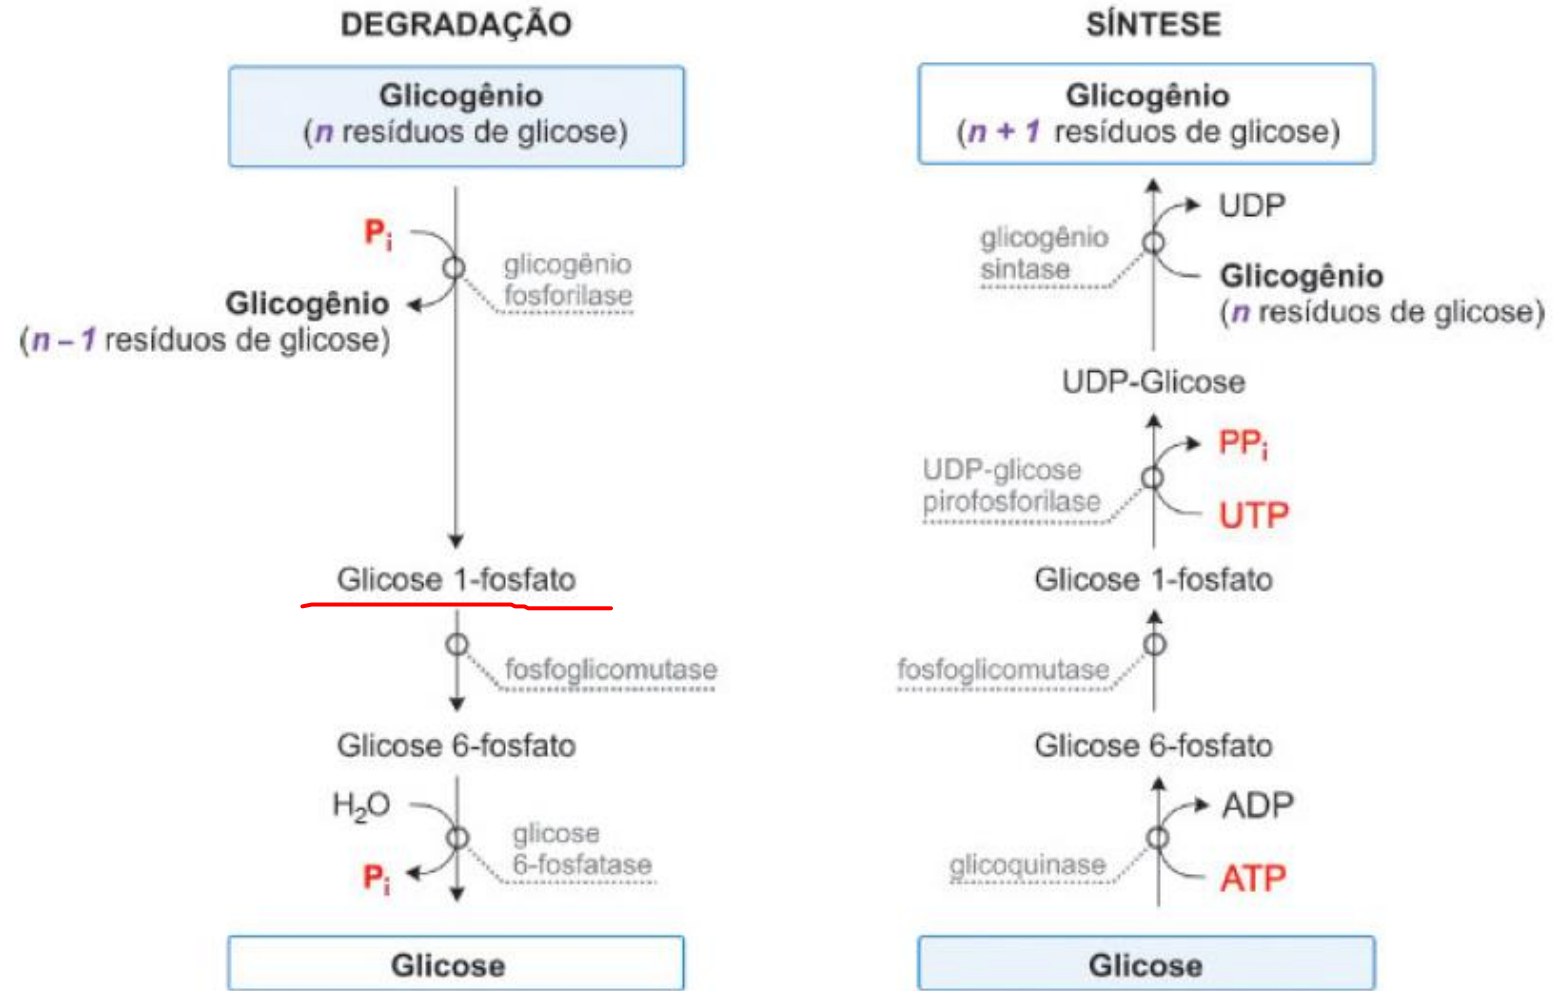 DEGRADAÇÃO
Glicogênio
(n resíduos de glicose)
Pi
glicogênio
fosforilase
Glicogênio
(n – 1 resíduos de glicose)
Glicose 1-fosfato
fosfoglicomutase
Glicose 6-fosfato
H2O
glicose
6-fosfatase
Pi
Glicose
SÍNTESE
Glicogênio
(n + 1 resíduos de glicose)
UDP
glicogênio
sintase
Glicogênio
(n resíduos de glicose)
UDP-Glicose
PPi
UDP-glicose
pirofosforilase
UTP
Glicose 1-fosfato
fosfoglicomutase
Glicose 6-fosfato
ADP
glicoquinase
ATP
Glicose